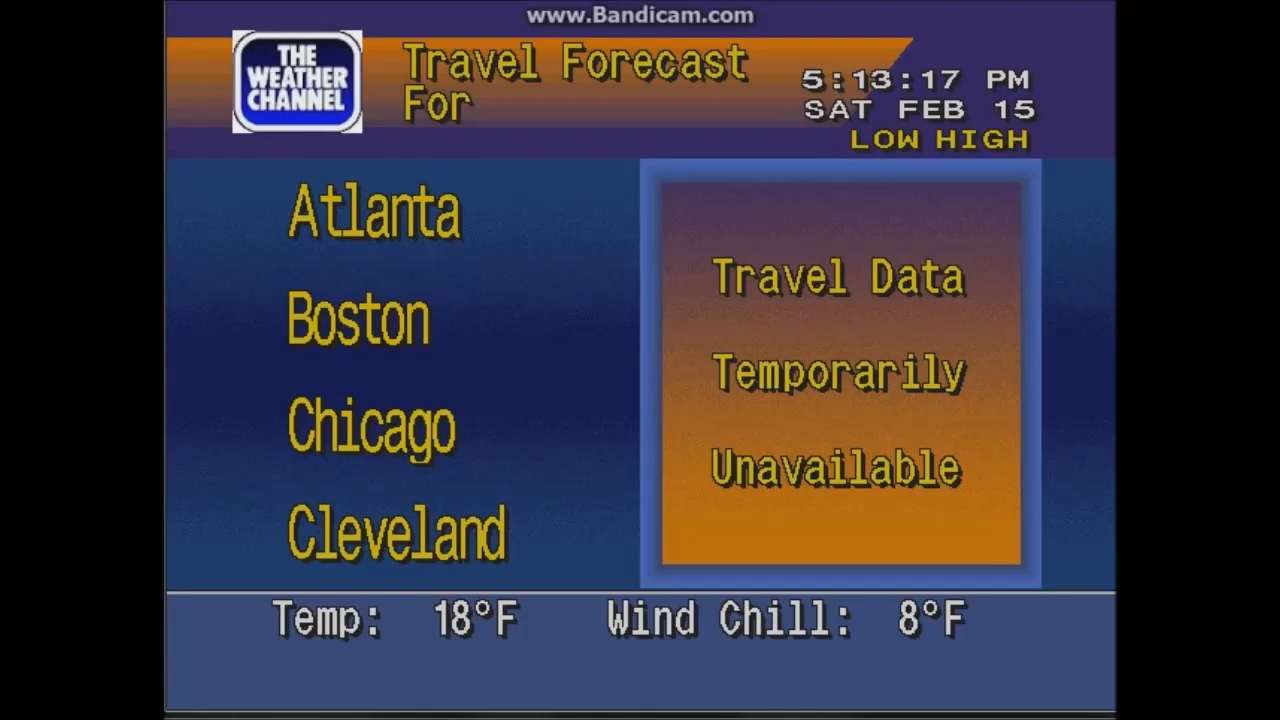 www.Bandicam.com
THE
WEATHER
CHANNEL
Travel Forecast
For
5:13:17 PM
SAT FEB 15
LOW HIGH
Atlanta
Boston
Chicago
Cleveland
Travel Data
Temporarily
Unavailable
Temp: 18°F Wind Chill: 8°F